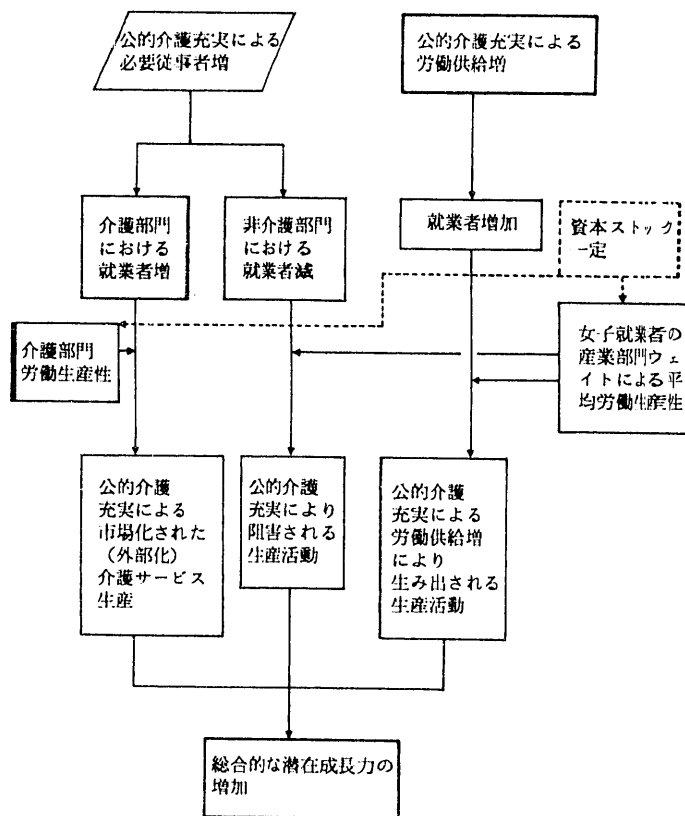 公的介護充実による
必要従事者増
公的介護充実による
労働供給増
介護部門
における
就業者増
非介護部門
における
就業者減
就業者増加
資本ストック
一定
介護部門
労働生産性
女子就業者の
産業部門ウェ
イトによる平
均労働生産性
公的介護
充実による
市場化された
（外部化）
介護サービス
生産
公的介護
充実により
阻害される
生産活動
公的介護
充実による
労働供給増
により
生み出される
生産活動
総合的な潜在成長力の
増加